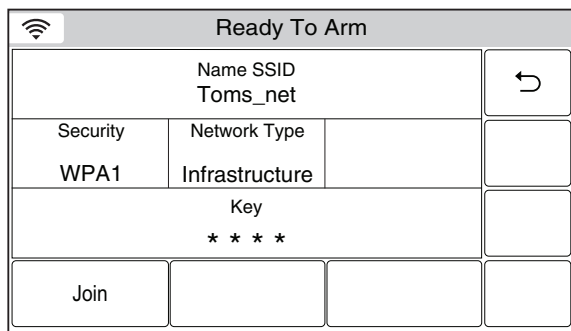 Ready To Arm
Name SSID
Toms_net
Security
Network Type
WPA1
Infrastructure
Key
* * * *
Join